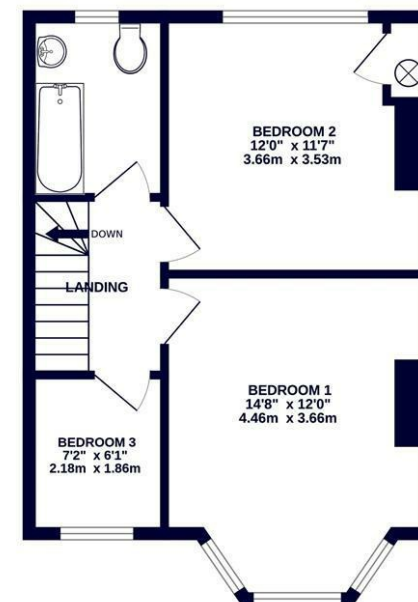 BEDROOM 2
12'0" x 11'7"
3.66m x 3.53m
DOWN
LANDING
BEDROOM 1
14'8" x 12'0"
4.46m x 3.66m
BEDROOM 3
7'2" x 6'1"
2.18m x 1.86m